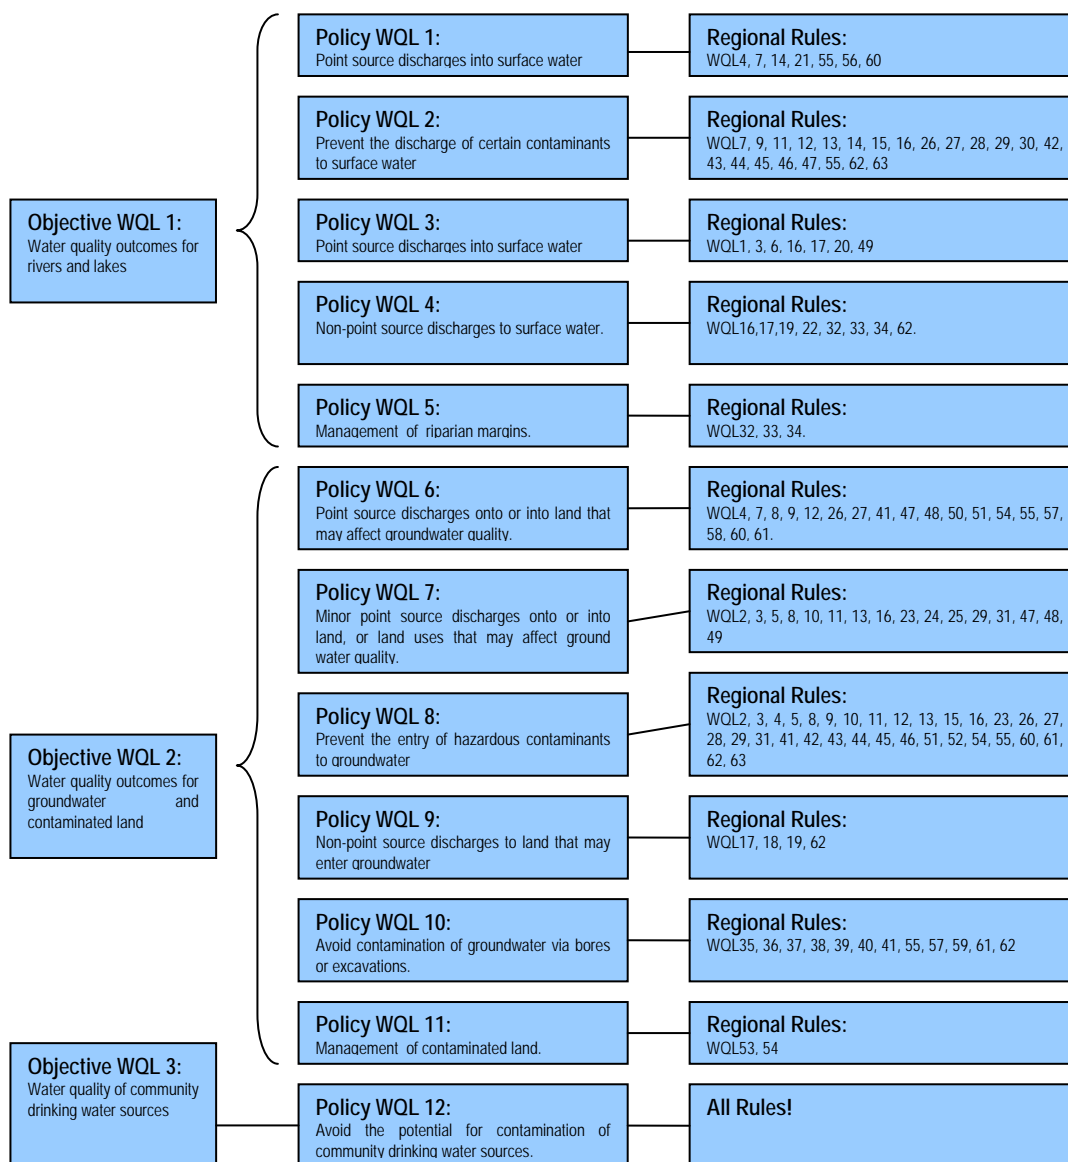 Policy WQL 1:
Point source discharges into surface water
Regional Rules:
WQL4, 7, 14, 21, 55, 56, 60
Policy WQL 2:
Prevent the discharge of certain contaminants
to surface water
Regional Rules:
WQL7, 9, 11, 12, 13, 14, 15, 16, 26, 27, 28, 29, 30, 42,
43, 44, 45, 46, 47, 55, 62, 63
Objective WQL 1:
Water quality outcomes for
rivers and lakes
Policy WQL 3:
Point source discharges into surface water
Regional Rules:
WQL1, 3, 6, 16, 17, 20, 49
Policy WQL 4:
Non-point source discharges to surface water.
Regional Rules:
WQL16,17,19, 22, 32, 33, 34, 62.
Policy WQL 5:
Management of riparian margins.
Regional Rules:
WQL32, 33, 34.
Policy WQL 6:
Point source discharges onto or into land that
may affect groundwater quality.
Regional Rules:
WQL4, 7, 8, 9, 12, 26, 27, 41, 47, 48, 50, 51, 54, 55, 57,
58, 60, 61.
Policy WQL 7:
Minor point source discharges onto or into
land, or land uses that may affect ground
water quality.
Regional Rules:
WQL2, 3, 5, 8, 10, 11, 13, 16, 23, 24, 25, 29, 31, 47, 48,
49
Policy WQL 8:
Prevent the entry of hazardous contaminants
to groundwater
Regional Rules:
WQL2, 3, 4, 5, 8, 9, 10, 11, 12, 13, 15, 16, 23, 26, 27,
28, 29, 31, 41, 42, 43, 44, 45, 46, 51, 52, 54, 55, 60, 61,
62, 63
Objective WQL 2:
Water quality outcomes for
groundwater and
contaminated land
Policy WQL 9:
Non-point source discharges to land that may
enter groundwater
Regional Rules:
WQL17, 18, 19, 62
Policy WQL 10:
Avoid contamination of groundwater via bores
or excavations.
Regional Rules:
WQL35, 36, 37, 38, 39, 40, 41, 55, 57, 59, 61, 62
Policy WQL 11:
Management of contaminated land.
Regional Rules:
WQL53, 54
Objective WQL 3:
Water quality of community
drinking water sources
Policy WQL 12:
Avoid the potential for contamination of
community drinking water sources.
All Rules!